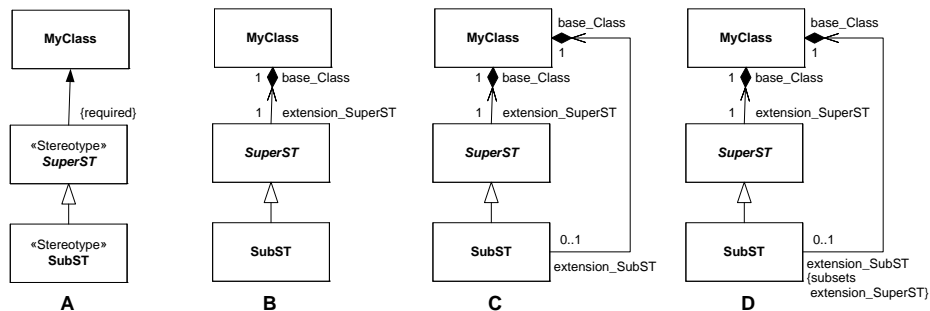 MyClass
{required}
«Stereotype»
SuperST
«Stereotype»
SubST
A
MyClass
1 base_Class
1 extension_SuperST
SuperST
SubST
B
base_Class
MyClass
1
1 base_Class
1 extension_SuperST
SuperST
SubST
0..1
extension_SubST
C
base_Class
MyClass
1
1 base_Class
1 extension_SuperST
SuperST
SubST
0..1
extension_SubST
{subsets
extension_SuperST}
D